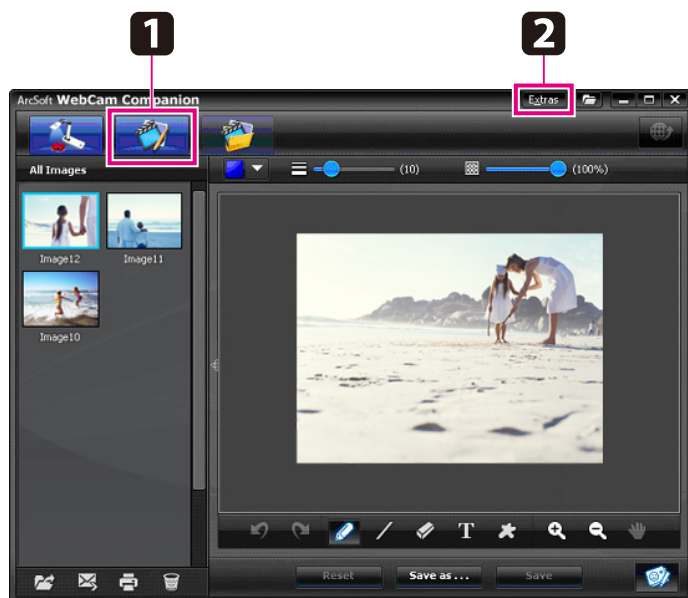 1
2
ArcSoft WebCam Companion
Extras
All Images
(10)
(100%)
Image12
Image11
Image10
T
Reset
Save as ...
Save